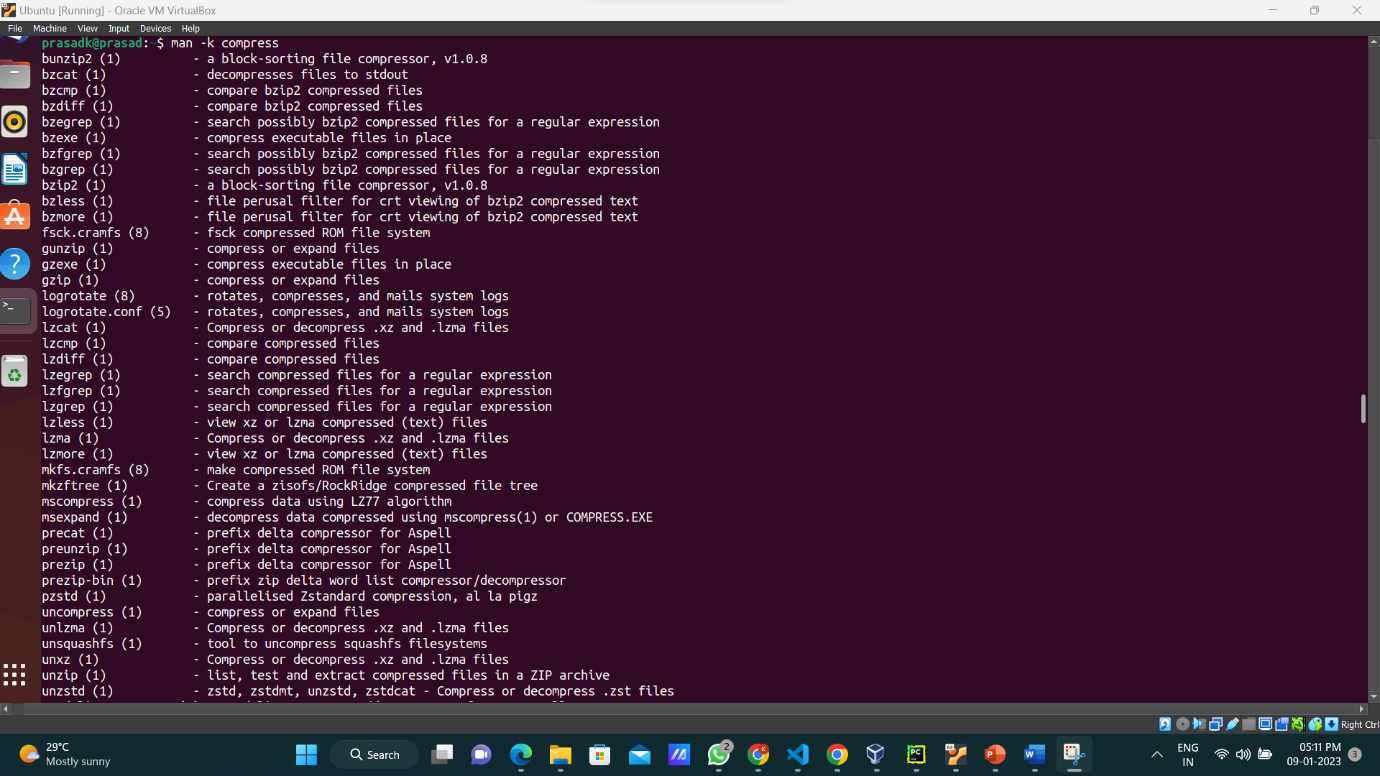 Ubuntu [Running] - Oracle VM VirtualBox
File Machine View Input Devices Help
prasadk@prasad:~$ man -k compress
bunzip2 (1) - a block-sorting file compressor, v1.0.8
bzcat (1) - decompresses files to stdout
bzcmp (1) - compare bzip2 compressed files
bzdiff (1) - compare bzip2 compressed files
bzegrep (1) - search possibly bzip2 compressed files for a regular expression
bzexe (1) - compress executable files in place
bzfgrep (1) - search possibly bzip2 compressed files for a regular expression
bzgrep (1) - search possibly bzip2 compressed files for a regular expression
bzip2 (1) - a block-sorting file compressor, v1.0.8
bzless (1) - file perusal filter for crt viewing of bzip2 compressed text
bzmore (1) - file perusal filter for crt viewing of bzip2 compressed text
fsck.cramfs (8) - fsck compressed ROM file system
gunzip (1) - compress or expand files
gzexe (1) - compress executable files in place
gzip (1) - compress or expand files
logrotate (8) - rotates, compresses, and mails system logs
logrotate.conf (5) - rotates, compresses, and mails system logs
lzcat (1) - Compress or decompress .xz and .lzma files
lzcmp (1) - compare compressed files
lzdiff (1) - compare compressed files
lzegrep (1) - search compressed files for a regular expression
lzfgrep (1) - search compressed files for a regular expression
lzgrep (1) - search compressed files for a regular expression
lzless (1) - view xz or lzma compressed (text) files
lzma (1) - Compress or decompress .xz and .lzma files
lzmore (1) - view xz or lzma compressed (text) files
mkfs.cramfs (8) - make compressed ROM file system
mkzftree (1) - Create a zisofs/RockRidge compressed file tree
mscompress (1) - compress data using LZ77 algorithm
msexpand (1) - decompress data compressed using mscompress(1) or COMPRESS.EXE
precat (1) - prefix delta compressor for Aspell
preunzip (1) - prefix delta compressor for Aspell
prezip (1) - prefix delta compressor for Aspell
prezip-bin (1) - prefix zip delta word list compressor/decompressor
pzstd (1) - parallelised Zstandard compression, al la pigz
uncompress (1) - compress or expand files
unlzma (1) - Compress or decompress .xz and .lzma files
unsquashfs (1) - tool to uncompress squashfs filesystems
unxz (1) - Compress or decompress .xz and .lzma files
unzip (1) - list, test and extract compressed files in a ZIP archive
unzstd (1) - zstd, zstdmt, unzstd, zstdcat - Compress or decompress .zst files
Right Ctrl
29°C
Mostly sunny
Search
2
ENG
IN
05:11 PM
09-01-2023
3